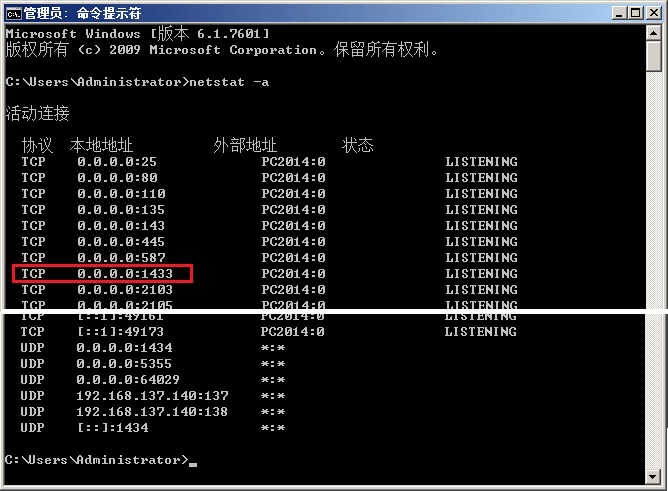 管理员: 命令提示符
Microsoft Windows [版本 6.1.7601]
版权所有 (c) 2009 Microsoft Corporation。保留所有权利。
C:\Users\Administrator>netstat -a
活动连接
协议 本地地址 外部地址 状态
TCP 0.0.0.0:25 PC2014:0 LISTENING
TCP 0.0.0.0:80 PC2014:0 LISTENING
TCP 0.0.0.0:110 PC2014:0 LISTENING
TCP 0.0.0.0:135 PC2014:0 LISTENING
TCP 0.0.0.0:143 PC2014:0 LISTENING
TCP 0.0.0.0:445 PC2014:0 LISTENING
TCP 0.0.0.0:587 PC2014:0 LISTENING
TCP 0.0.0.0:1433 PC2014:0 LISTENING
TCP 0.0.0.0:2103 PC2014:0 LISTENING
TCP 0.0.0.0:2105 PC2014:0 LISTENING
TCP [::1]:49161 PC2014:0 LISTENING
TCP [::1]:49173 PC2014:0 LISTENING
UDP 0.0.0.0:1434 *:*
UDP 0.0.0.0:5355 *:*
UDP 0.0.0.0:64029 *:*
UDP 192.168.137.140:137 *:*
UDP 192.168.137.140:138 *:*
UDP [::]:1434 *:*
C:\Users\Administrator>_